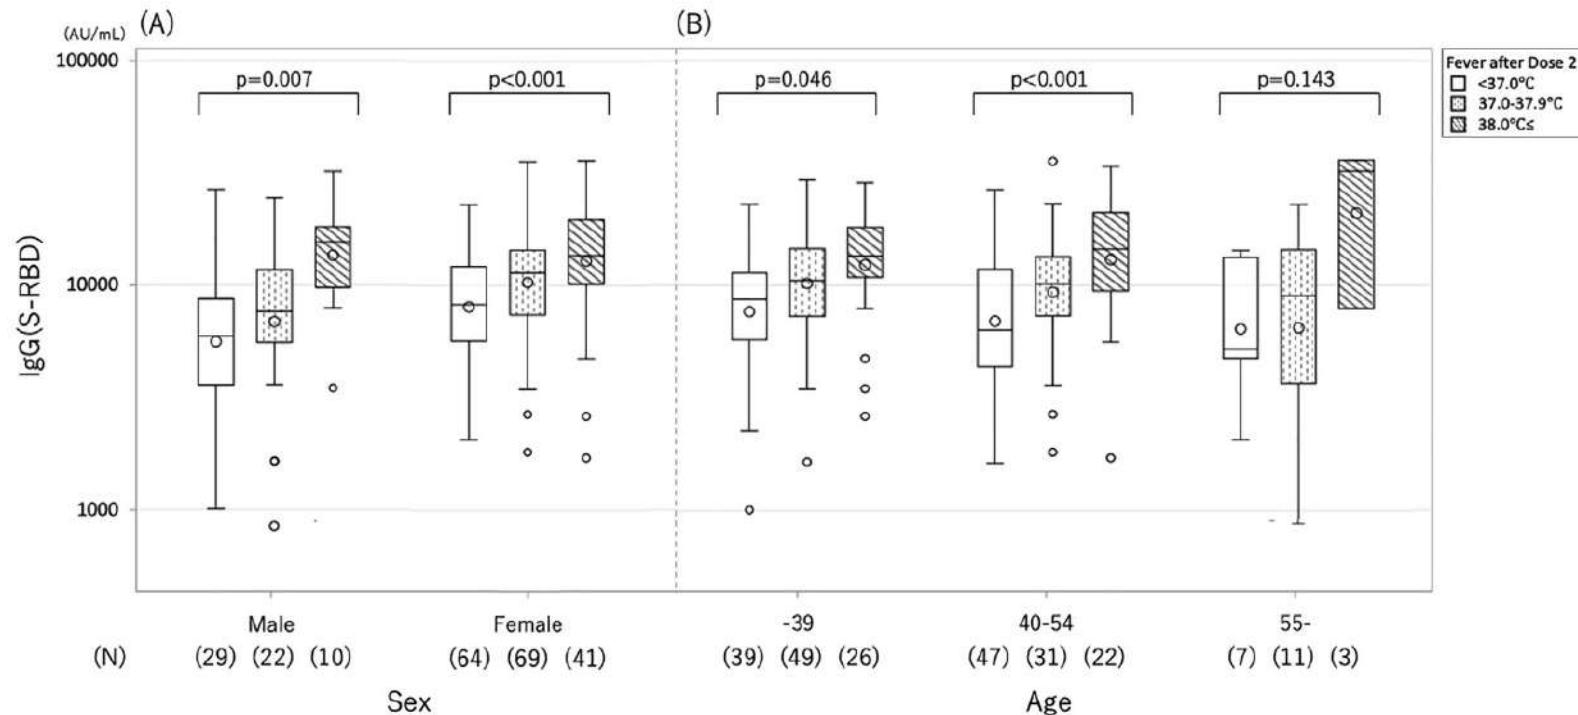 (A) (B)
(AU/mL)
100000
p=0.007 p<0.001 p=0.046 p<0.001 p=0.143
Fever after Dose 2
<37.0℃
37.0-37.9℃
38.0℃≤
IgG(S-RBD)
10000
1000
Male Female -39 40-54 55-
(N) (29) (22) (10) (64) (69) (41) (39) (49) (26) (47) (31) (22) (7) (11) (3)
Sex Age